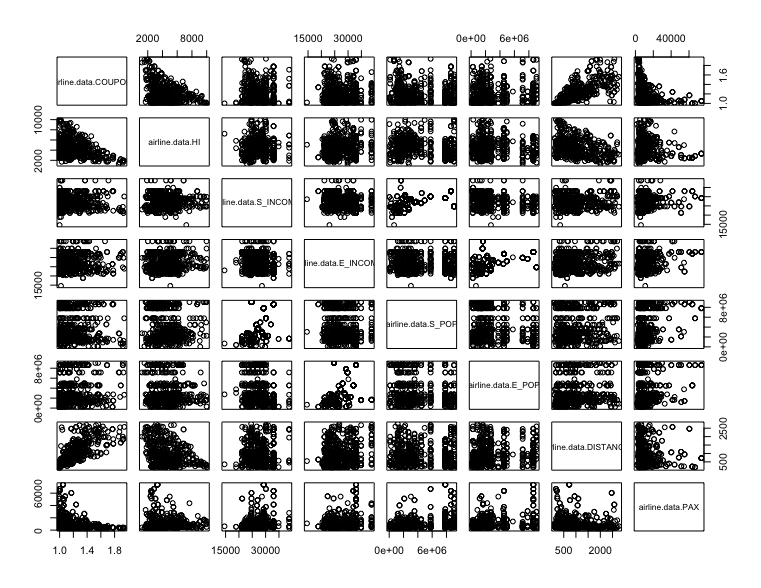 2000 8000 15000 30000 0e+00 6e+06 0 40000
rline.data.COUPO 1.0 1.6
2000 10000 airline.data.HI
line.data.S_INCOM 15000
15000 line.data.E_INCOM
airline.data.S_POP 0e+00 8e+06
0e+00 8e+06 airline.data.E_POP
line.data.DISTANC 500 2500
0 60000 airline.data.PAX
1.0 1.4 1.8 15000 30000 0e+00 6e+06 500 2000